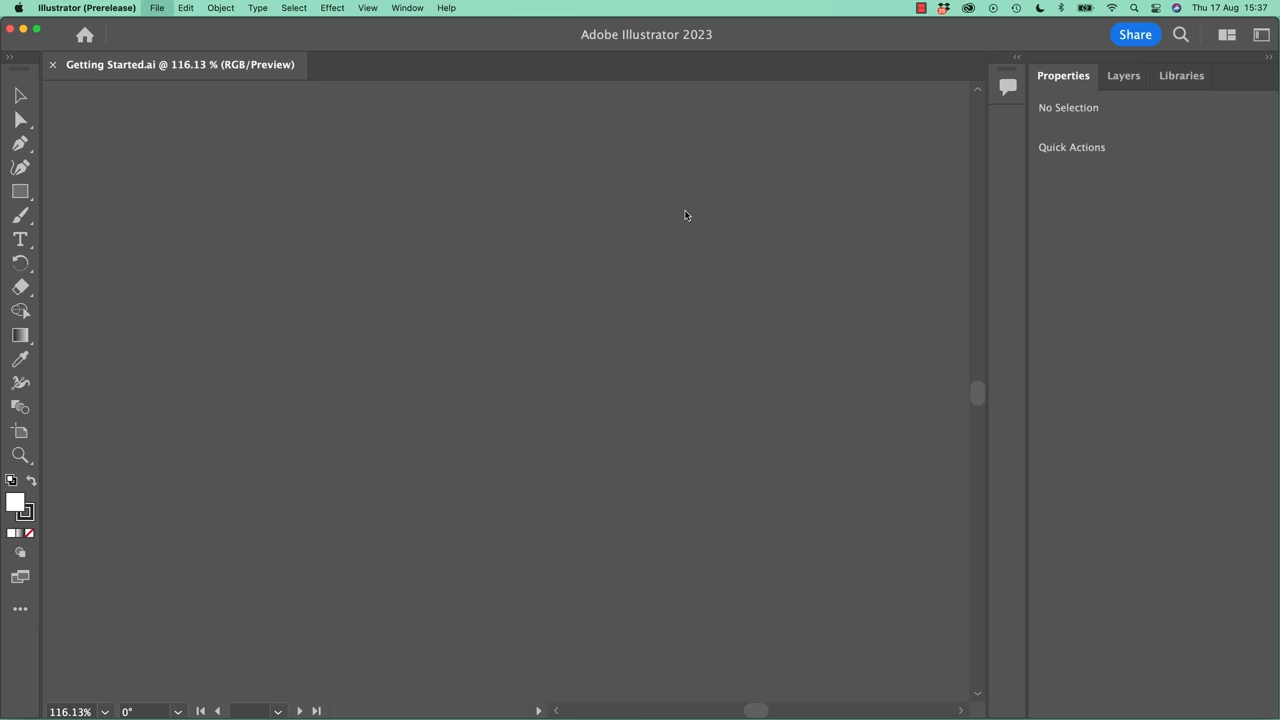 Illustrator (Prerelease) File Edit Object Type Select Effect View Window Help Thu 17 Aug 15:37
Adobe Illustrator 2023 Share
Getting Started.ai @ 116.13 % (RGB/Preview)
Properties Layers Libraries
No Selection
Quick Actions
116.13% 0°